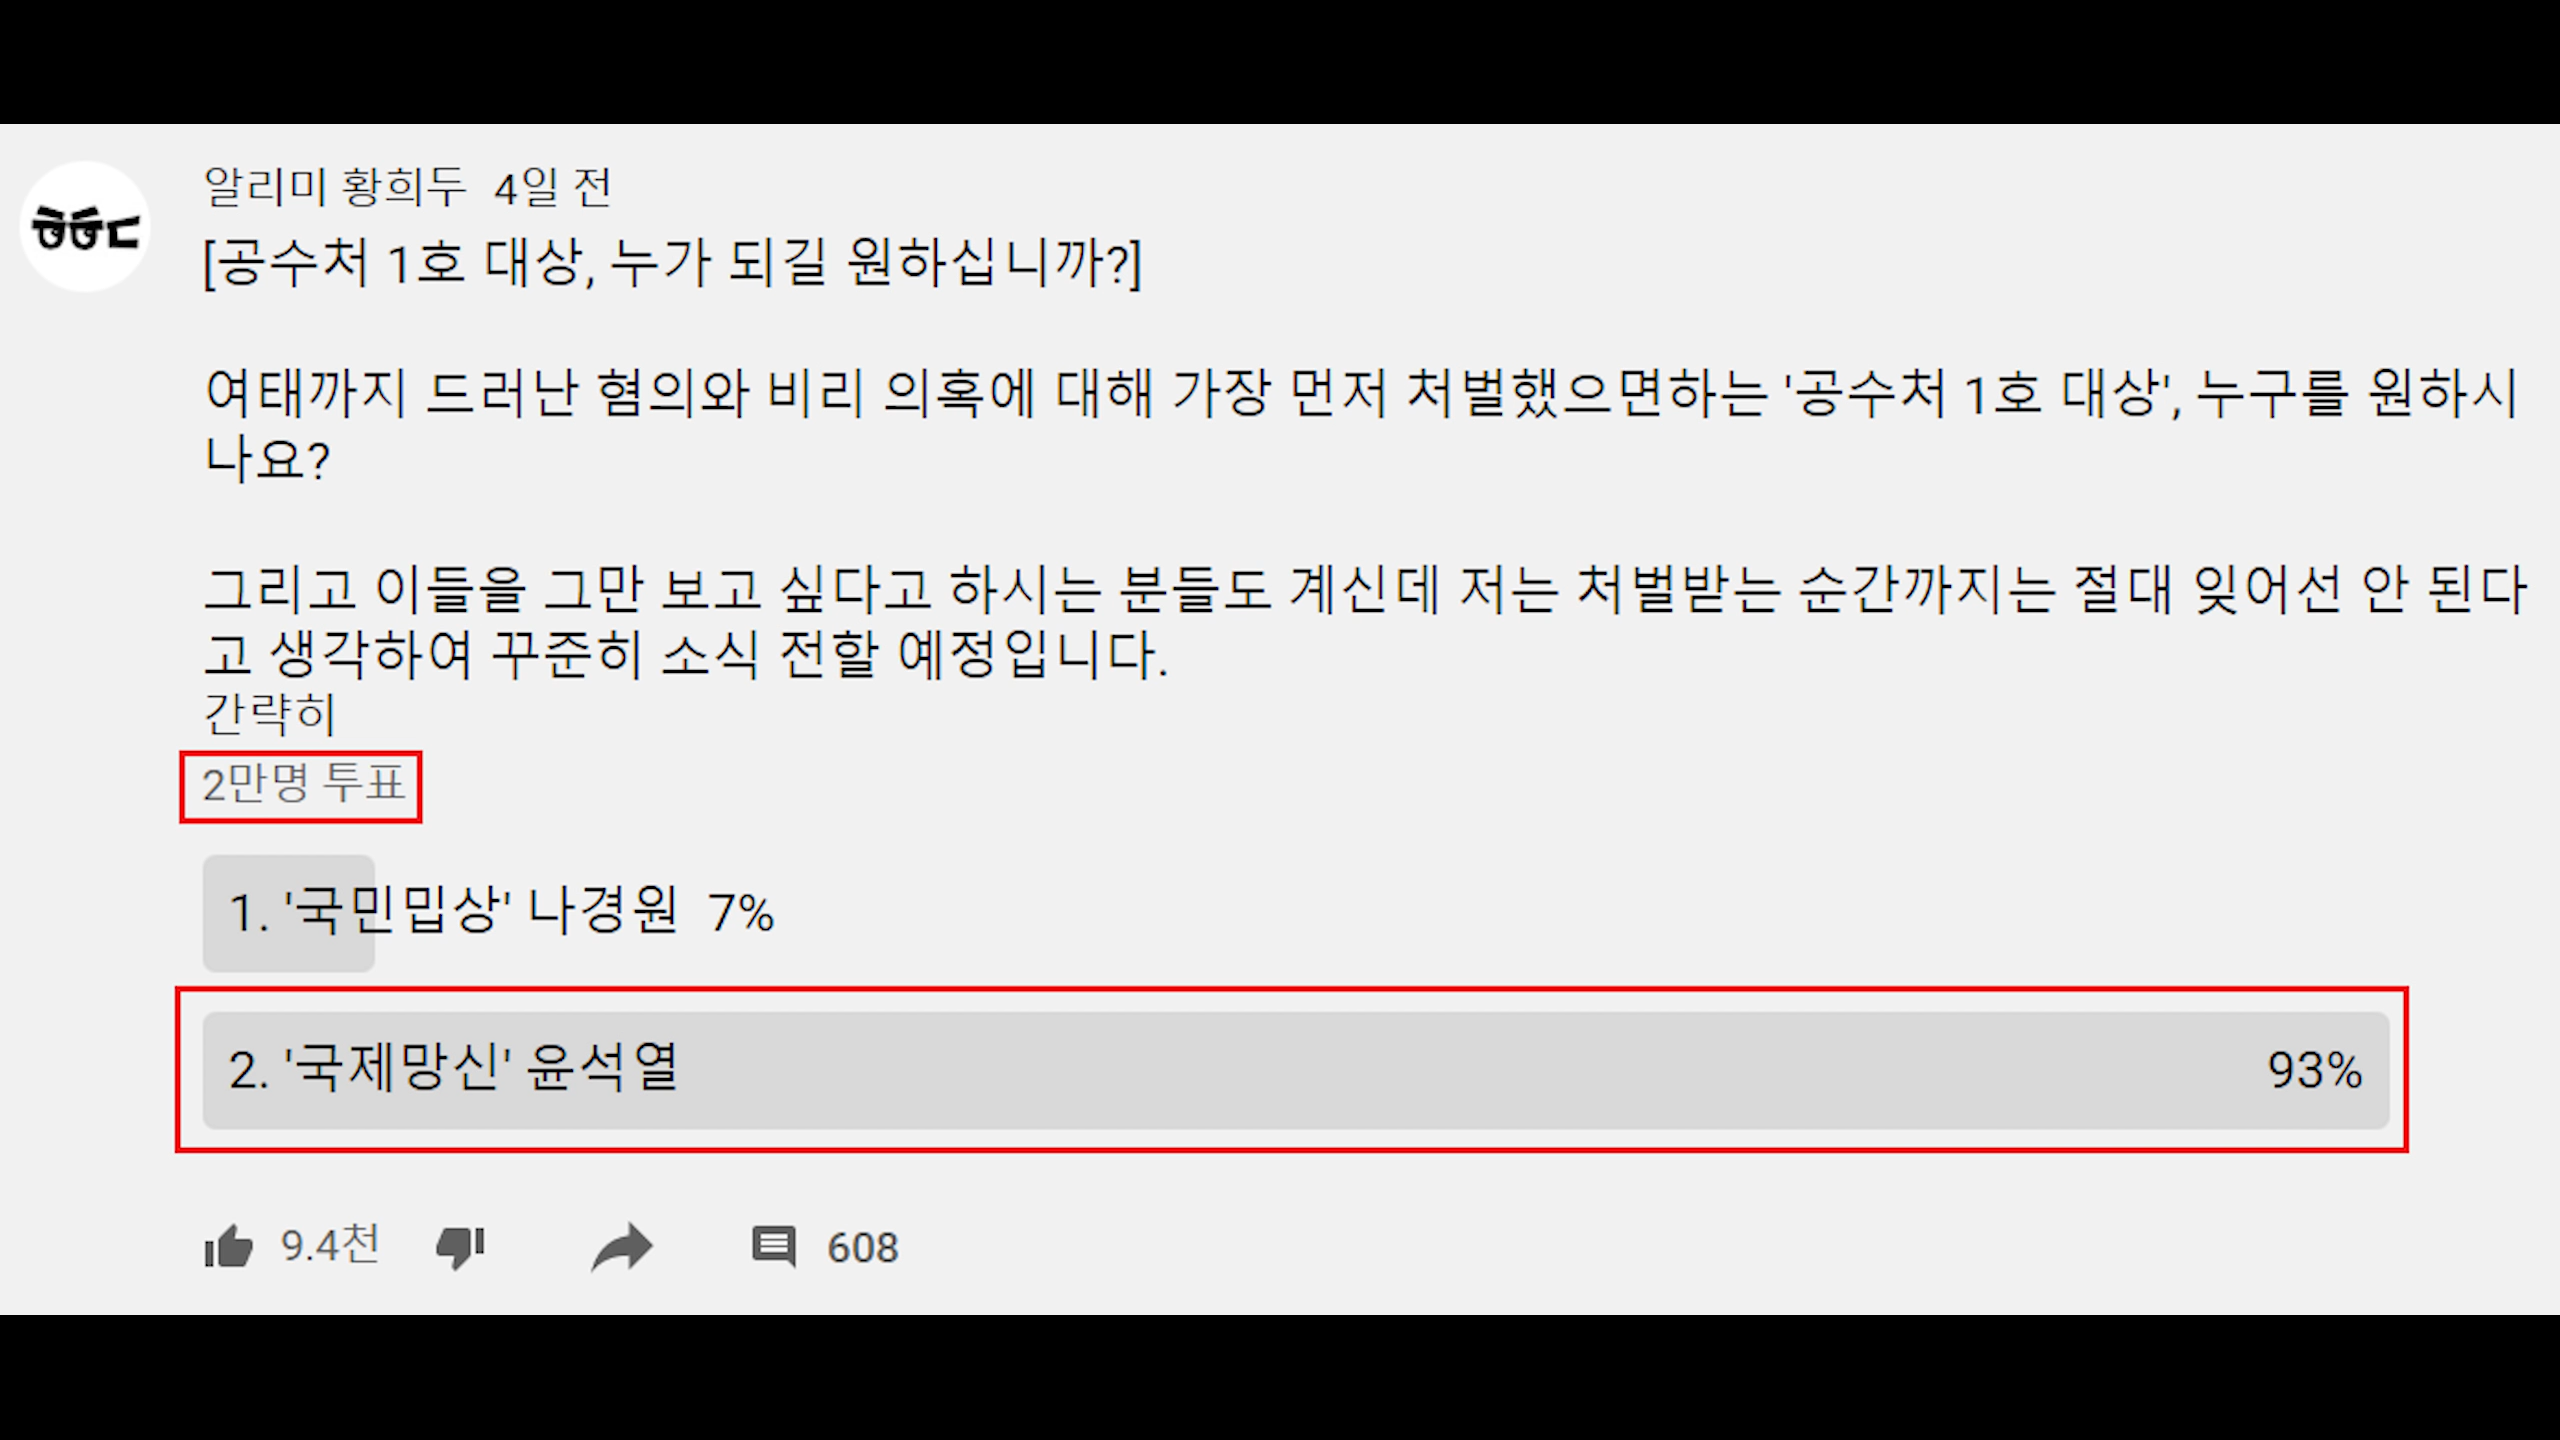 알리미 황희두 4일 전
[공수처 1호 대상, 누가 되길 원하십니까?]
여태까지 드러난 혐의와 비리 의혹에 대해 가장 먼저 처벌했으면하는 '공수처 1호 대상', 누구를 원하시
나요?
그리고 이들을 그만 보고 싶다고 하시는 분들도 계신데 저는 처벌받는 순간까지는 절대 잊어선 안 된다
고 생각하여 꾸준히 소식 전할 예정입니다.
간략히
2만명 투표
1. '국민밉상' 나경원 7%
2. '국제망신' 윤석열 93%
9.4천 608